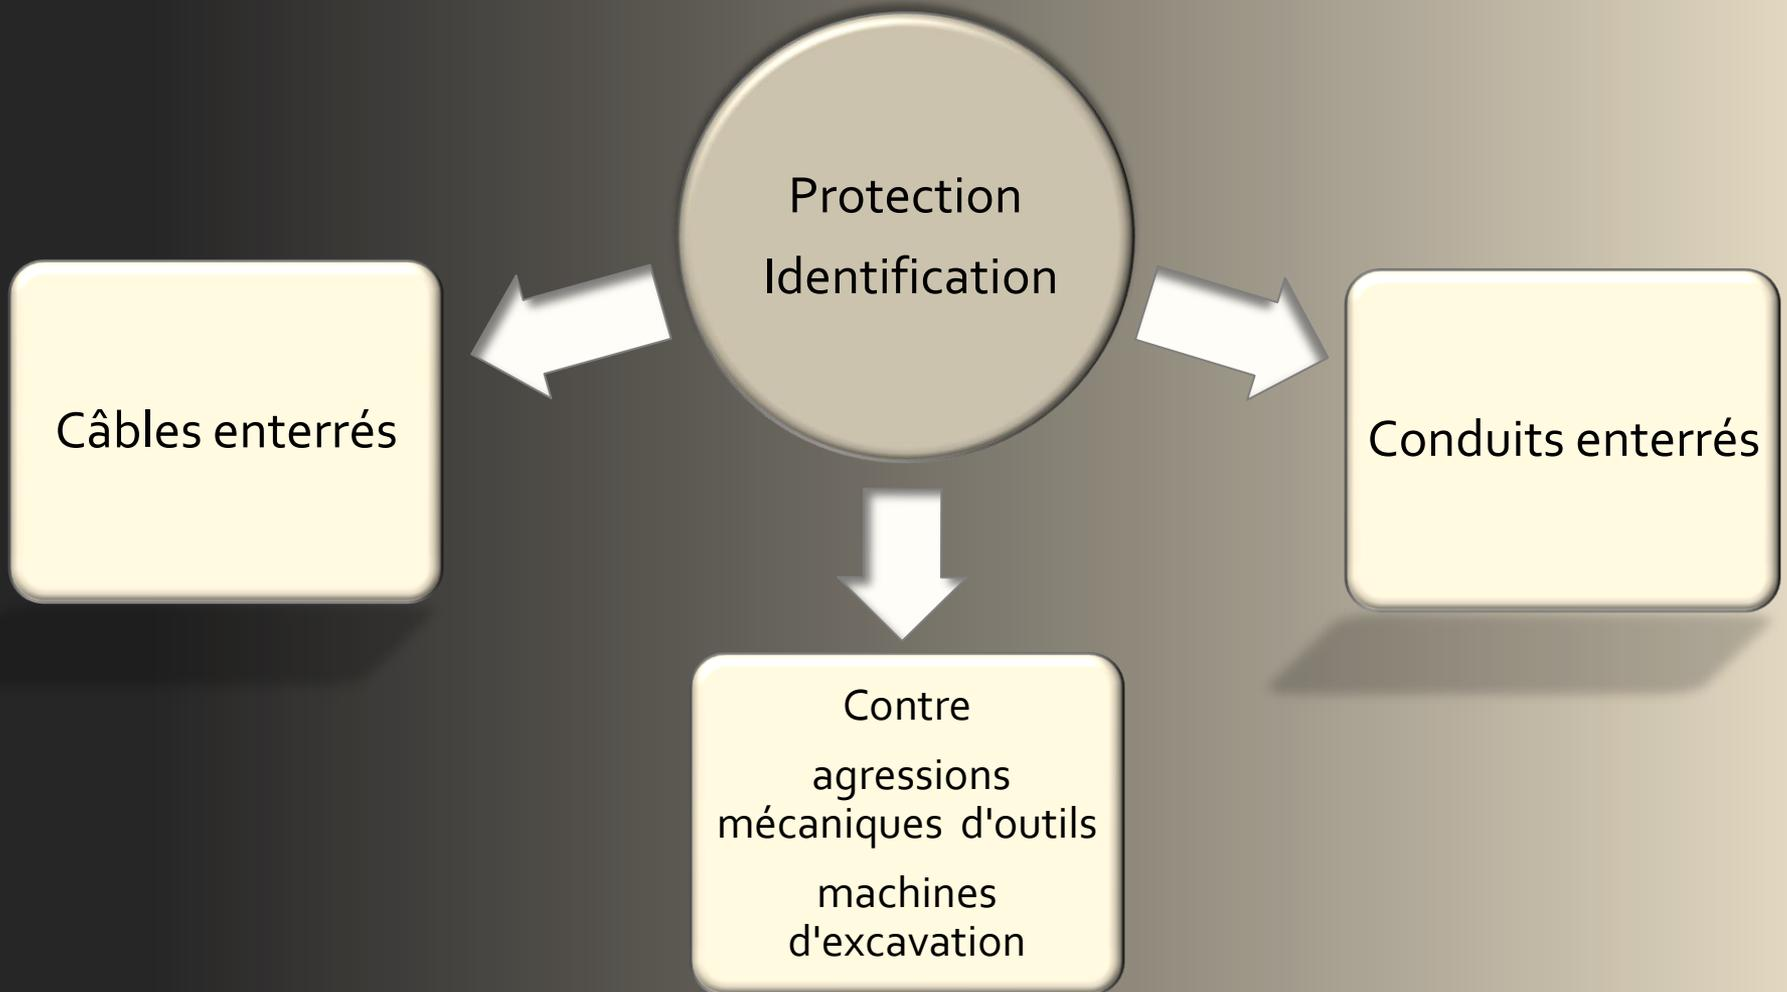 Protection
Identification
Câbles enterrés
Conduits enterrés
Contre
agressions
mécaniques d'outils
machines
d'excavation